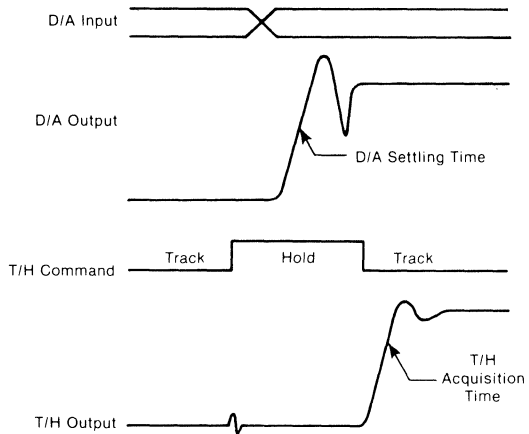 D/A Input
D/A Output
D/A Settling Time
Track
Hold
Track
T/H Command
T/H
Acquisition
Time
T/H Output